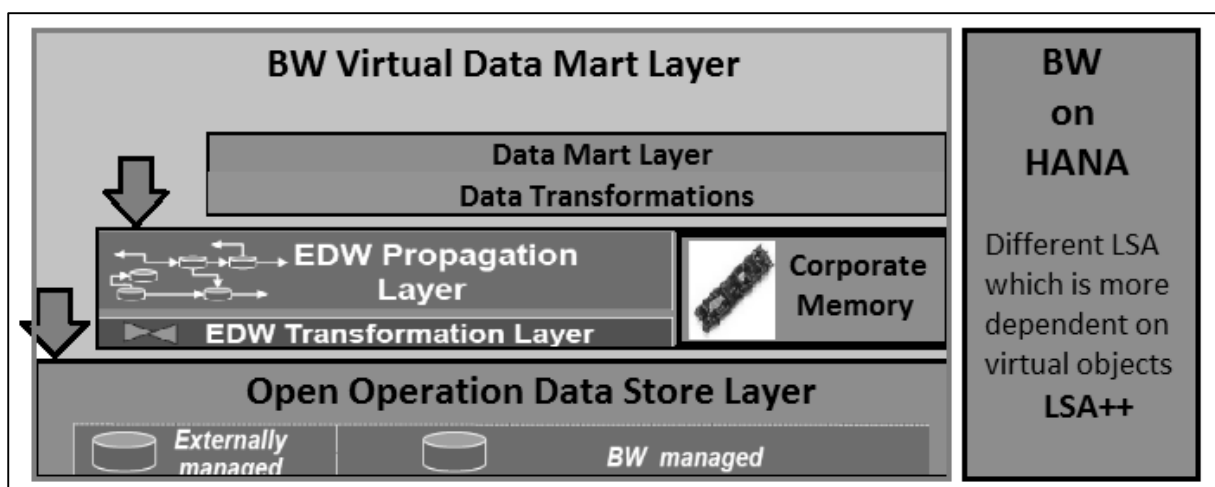 BW Virtual Data Mart Layer
Data Mart Layer
Data Transformations
EDW Propagation
Layer
Corporate
Memory
EDW Transformation Layer
Open Operation Data Store Layer
Externally
managed
BW managed
BW
on
HANA
Different LSA
which is more
dependent on
virtual objects
LSA++